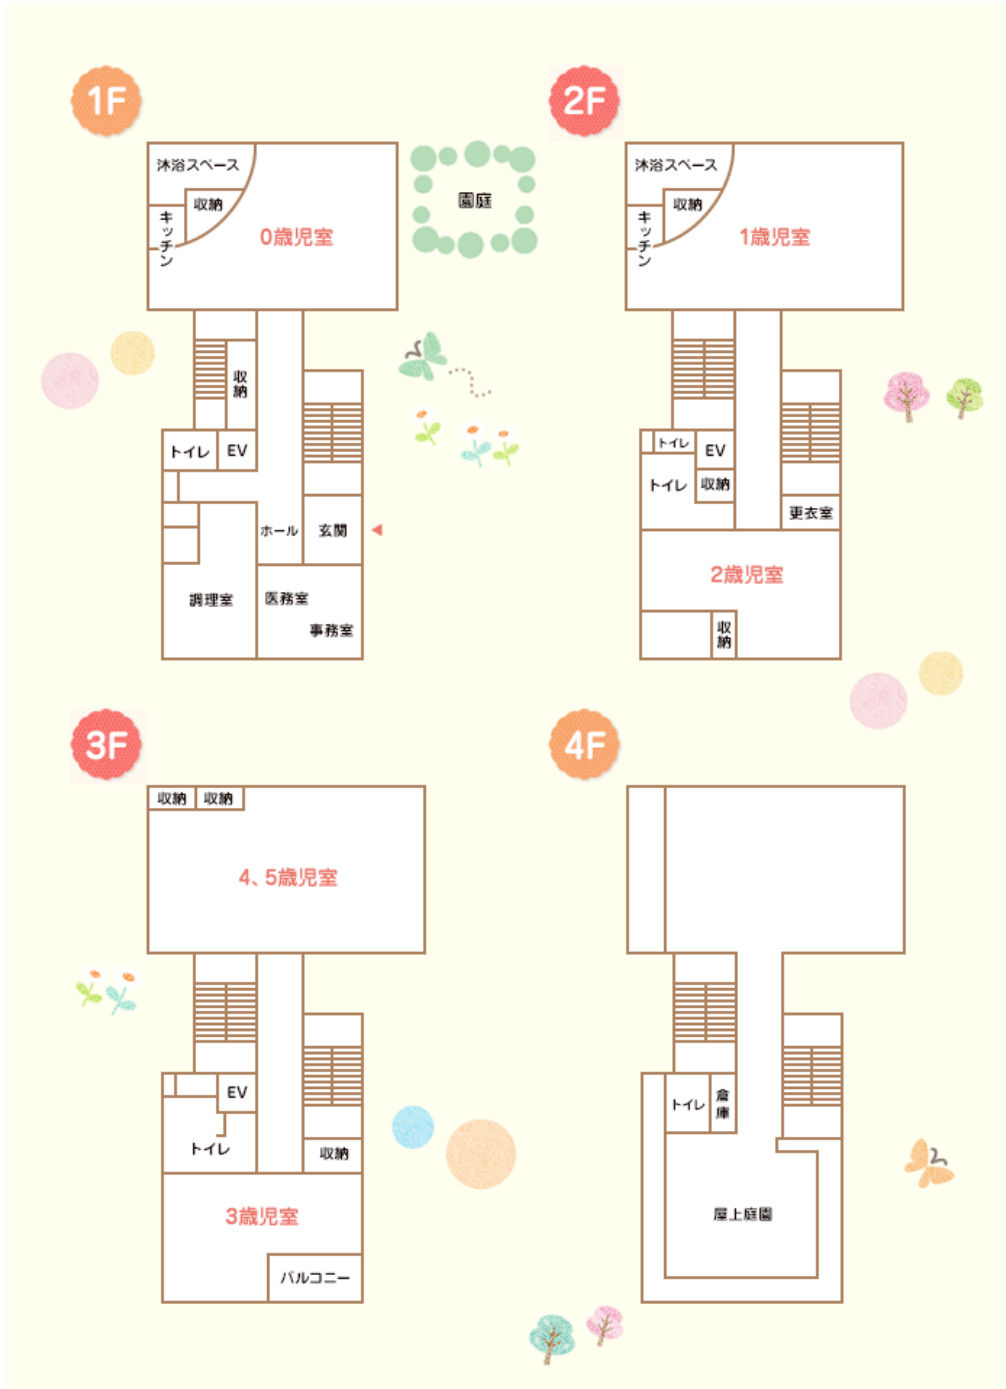 1F
沐浴スペース
収納
キッチン
0歳児室
園庭
収納
トイレ
EV
ホール
玄関
調理室
医務室
事務室
2F
沐浴スペース
収納
キッチン
1歳児室
トイレ
EV
トイレ
収納
更衣室
2歳児室
収納
3F
収納
収納
4、5歳児室
EV
トイレ
収納
3歳児室
バルコニー
4F
トイレ
倉庫
屋上庭園